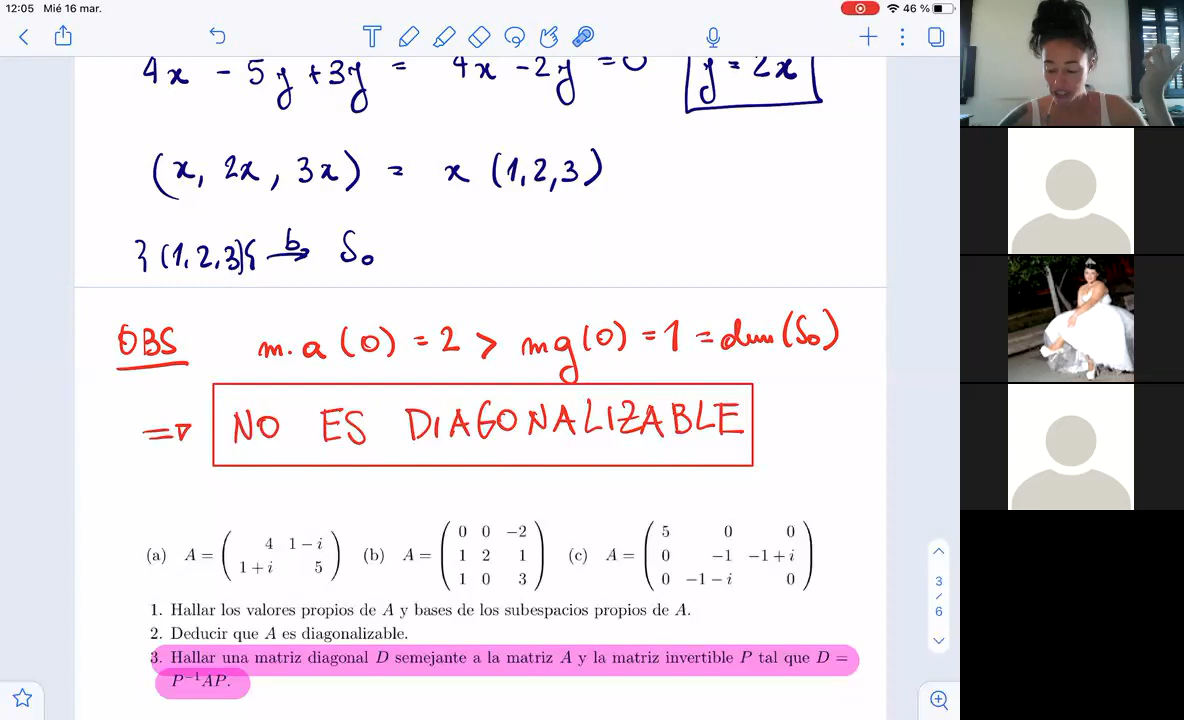 12:05 Mié 16 mar.
46 %
4x - 5y + 3y = 4x - 2y = 0 y = 2x
(x, 2x, 3x) = x (1,2,3)
}(1,2,3){ b→ S₀
OBS m.a(0) = 2 > mg(0) = 1 = dim(S₀)
⇒ NO ES DIAGONALIZABLE
(a) A = ( 4 1−i ; 1+i 5 ) (b) A = ( 0 0 −2 ; 1 2 1 ; 1 0 3 ) (c) A = ( 5 0 0 ; 0 −1 −1+i ; 0 −1−i 0 )
1. Hallar los valores propios de A y bases de los subespacios propios de A.
2. Deducir que A es diagonalizable.
3. Hallar una matriz diagonal D semejante a la matriz A y la matriz invertible P tal que D =
P⁻¹AP.
3
/
6